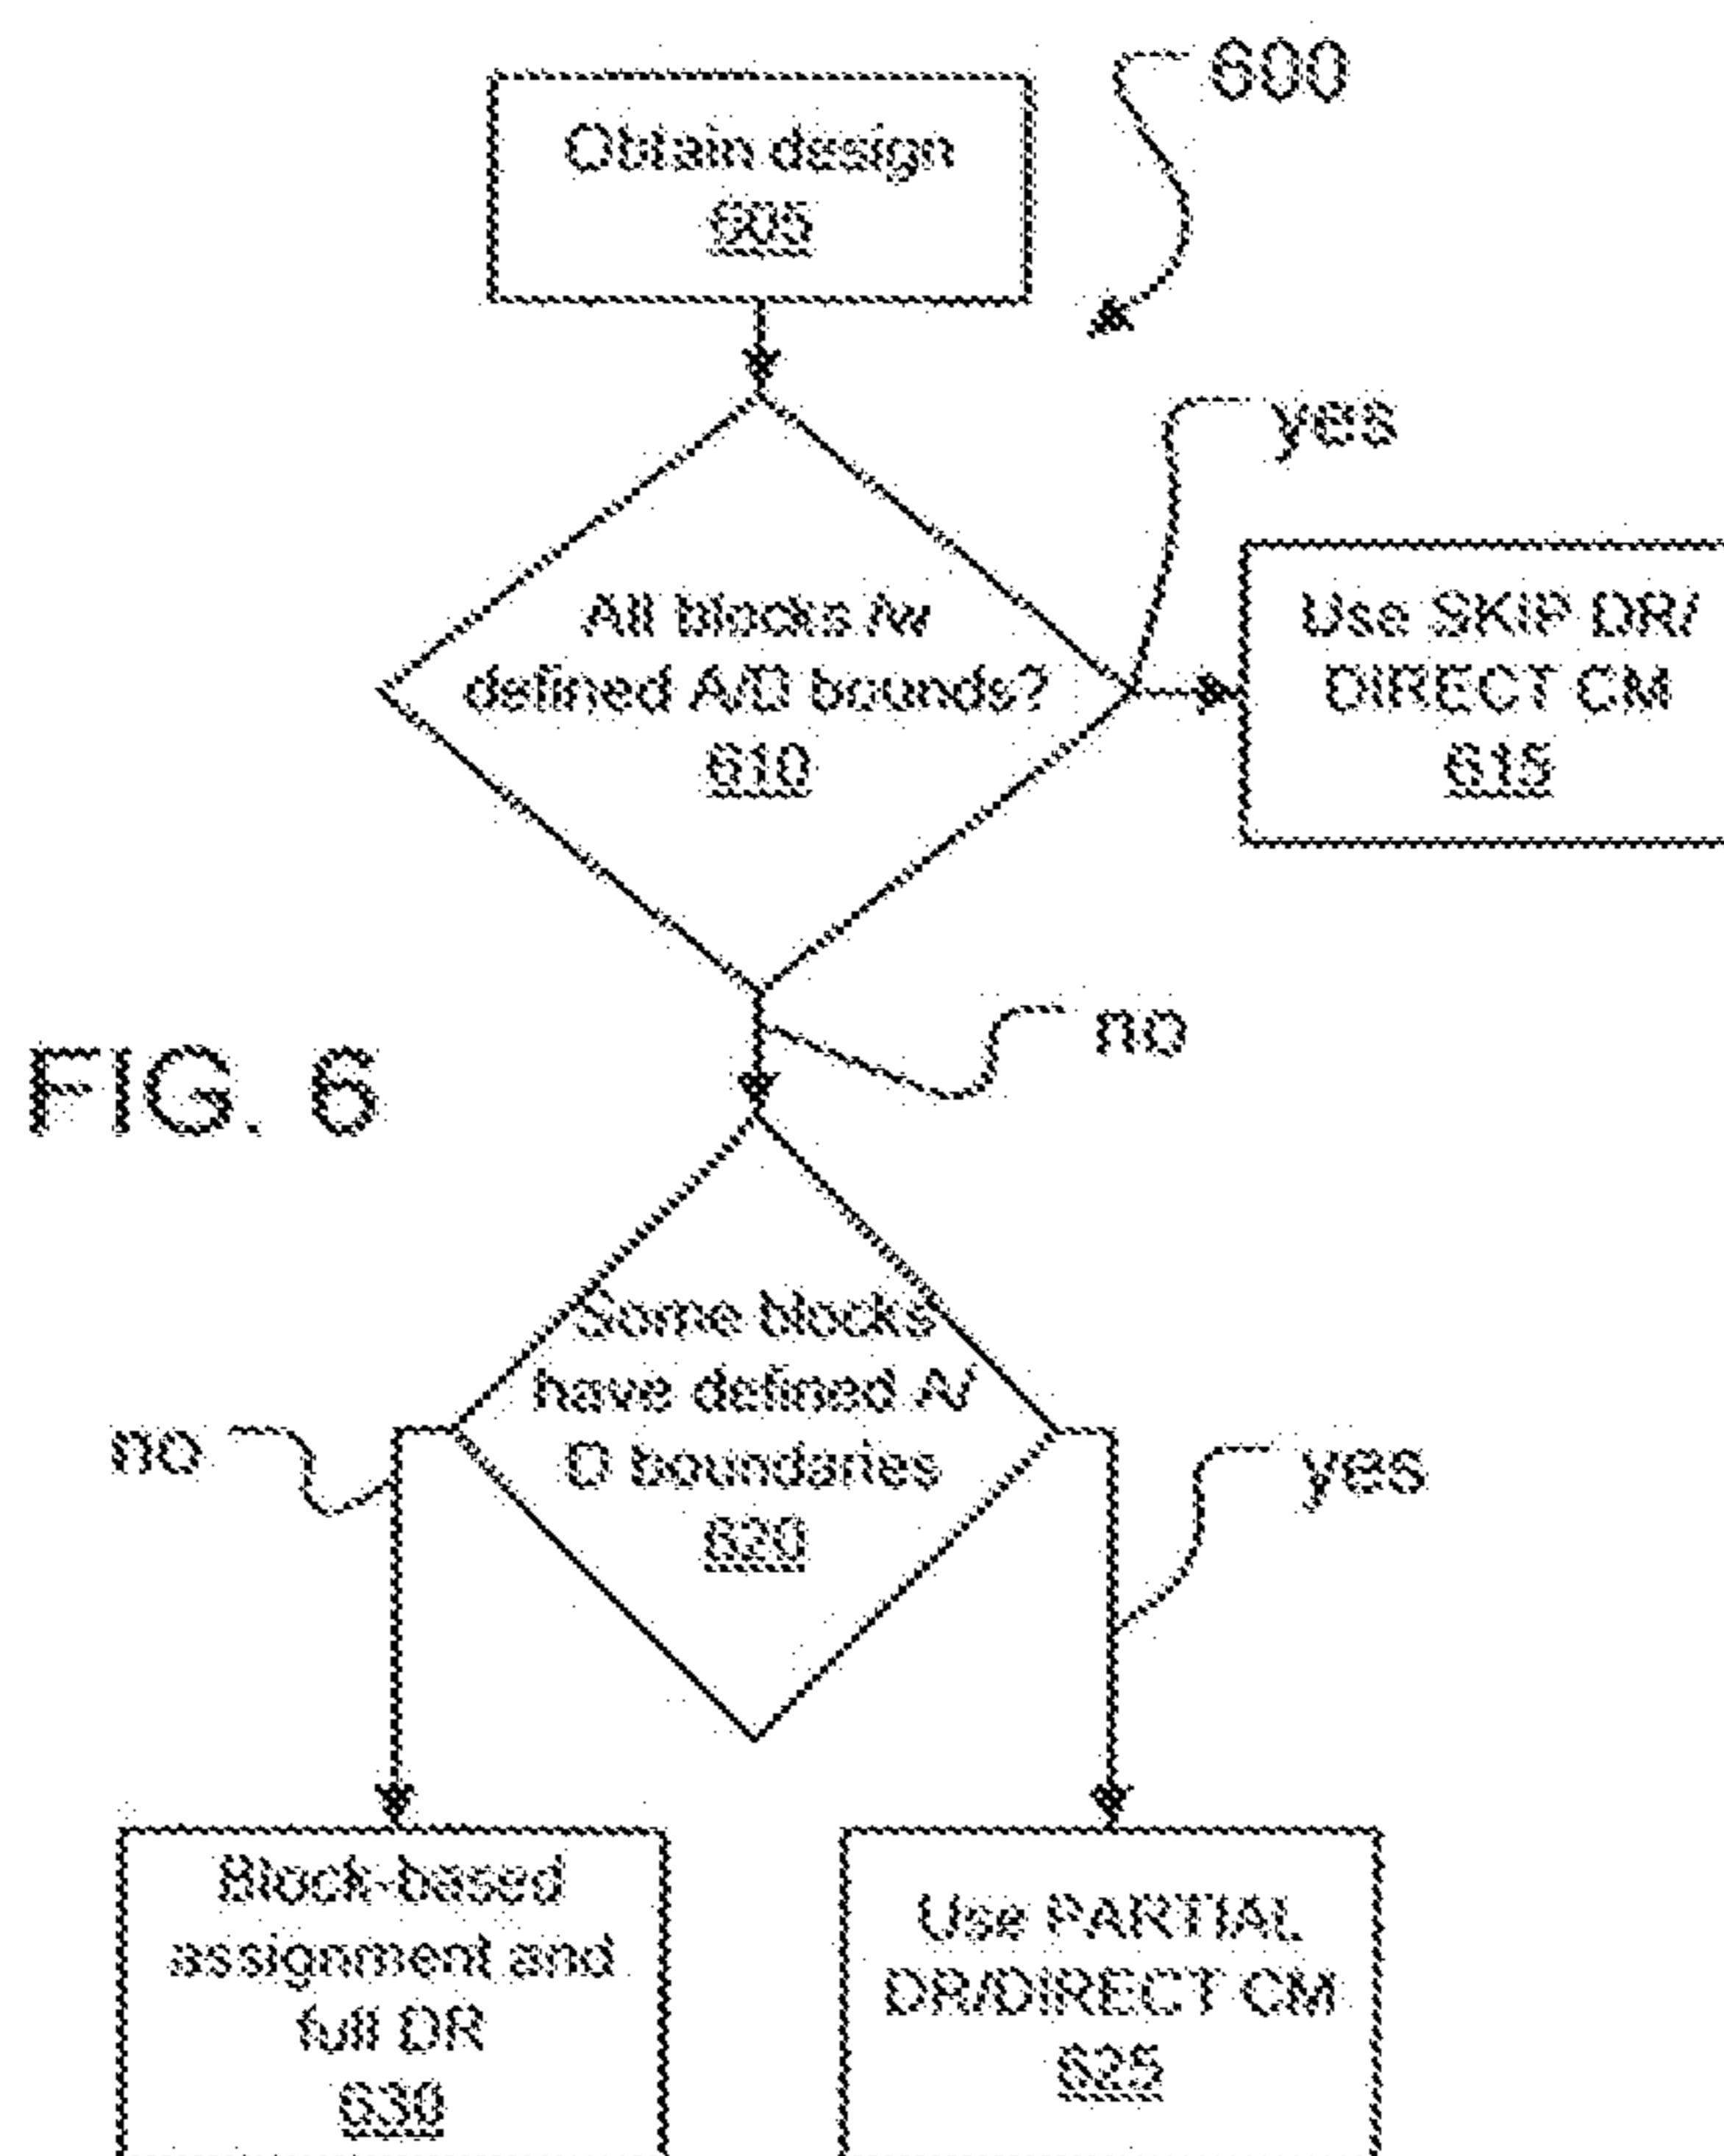 600
Obtain design
605
yes
All blocks /w
defined A/D bounds?
610
Use SKIP DR/
DIRECT CM
615
no
FIG. 6
Some blocks
have defined A/
D boundaries
620
no
yes
Block-based
assignment and
full DR
630
Use PARTIAL
DR/DIRECT CM
625